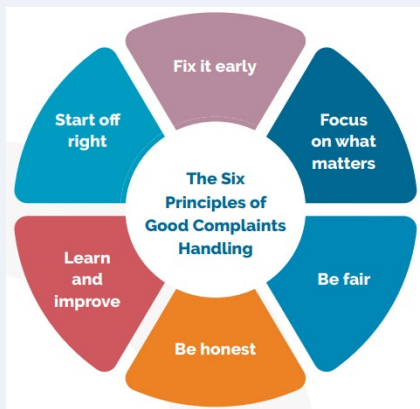 Fix it early
Focus
on what
matters
Be fair
Be honest
Learn
and
improve
Start off
right
The Six
Principles of
Good Complaints
Handling